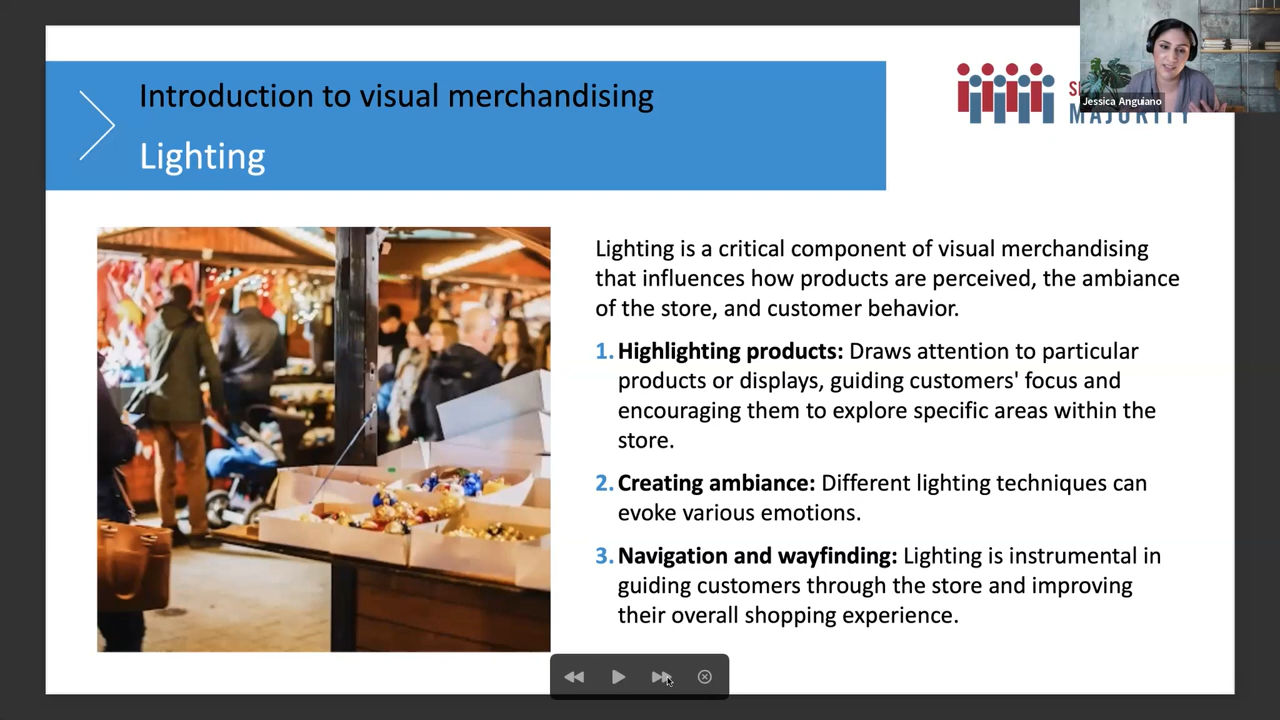 Introduction to visual merchandising
Lighting
Jessica Anguiano
MAJORITY
Lighting is a critical component of visual merchandising
that influences how products are perceived, the ambiance
of the store, and customer behavior.
1. Highlighting products: Draws attention to particular
products or displays, guiding customers' focus and
encouraging them to explore specific areas within the
store.
2. Creating ambiance: Different lighting techniques can
evoke various emotions.
3. Navigation and wayfinding: Lighting is instrumental in
guiding customers through the store and improving
their overall shopping experience.